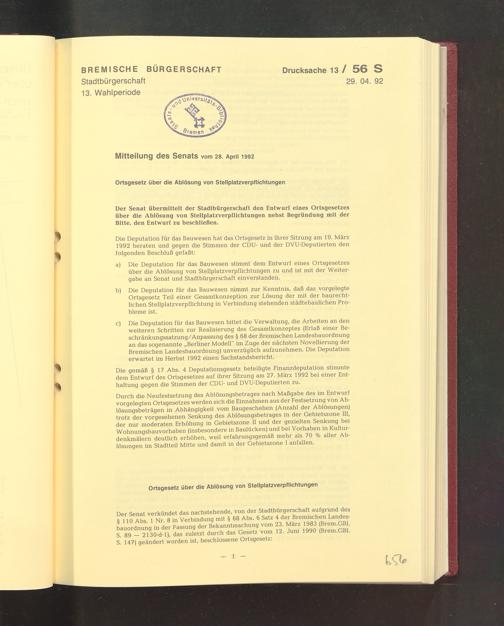 BREMISCHE BÜRGERSCHAFT
Stadtbürgerschaft
13. Wahlperiode
Drucksache 13 / 56 S
29. 04. 92
Staats- und Universitäts-Bibliothek
Bremen
Mitteilung des Senats vom 28. April 1992
Ortsgesetz über die Ablösung von Stellplatzverpflichtungen
Der Senat übermittelt der Stadtbürgerschaft den Entwurf eines Ortsgesetzes
über die Ablösung von Stellplatzverpflichtungen nebst Begründung mit der
Bitte, den Entwurf zu beschließen.
Die Deputation für das Bauwesen hat das Ortsgesetz in ihrer Sitzung am 19. März
1992 beraten und gegen die Stimmen der CDU- und der DVU-Deputierten den
folgenden Beschluß gefaßt:
a) Die Deputation für das Bauwesen stimmt dem Entwurf eines Ortsgesetzes
über die Ablösung von Stellplatzverpflichtungen zu und ist mit der Weiter-
gabe an Senat und Stadtbürgerschaft einverstanden.
b) Die Deputation für das Bauwesen nimmt zur Kenntnis, daß das vorgelegte
Ortsgesetz Teil einer Gesamtkonzeption zur Lösung der mit der baurecht-
lichen Stellplatzverpflichtung in Verbindung stehenden städtebaulichen Pro-
bleme ist.
c) Die Deputation für das Bauwesen bittet die Verwaltung, die Arbeiten an den
weiteren Schritten zur Realisierung des Gesamtkonzeptes (Erlaß einer Be-
schränkungssatzung/Anpassung des § 68 der Bremischen Landesbauordnung
an das sogenannte „Berliner Modell" im Zuge der nächsten Novellierung der
Bremischen Landesbauordnung) unverzüglich aufzunehmen. Die Deputation
erwartet im Herbst 1992 einen Sachstandsbericht.
Die gemäß § 17 Abs. 4 Deputationsgesetz beteiligte Finanzdeputation stimmte
dem Entwurf des Ortsgesetzes auf ihrer Sitzung am 27. März 1992 bei einer Ent-
haltung gegen die Stimmen der CDU- und DVU-Deputierten zu.
Durch die Neufestsetzung des Ablösungsbetrages nach Maßgabe des im Entwurf
vorgelegten Ortsgesetzes werden sich die Einnahmen aus der Festsetzung von Ab-
lösungsbeträgen in Abhängigkeit vom Baugeschehen (Anzahl der Ablösungen)
trotz der vorgesehenen Senkung des Ablösungsbetrages in der Gebietszone III,
der nur moderaten Erhöhung in Gebietszone II und der gezielten Senkung bei
Wohnungsbauvorhaben (insbesondere in Baulücken) und bei Vorhaben in Kultur-
denkmälern deutlich erhöhen, weil erfahrungsgemäß mehr als 70 % aller Ab-
lösungen im Stadtteil Mitte und damit in der Gebietszone I anfallen.
Ortsgesetz über die Ablösung von Stellplatzverpflichtungen
Der Senat verkündet das nachstehende, von der Stadtbürgerschaft aufgrund des
§ 110 Abs. 1 Nr. 8 in Verbindung mit § 68 Abs. 6 Satz 4 der Bremischen Landes-
bauordnung in der Fassung der Bekanntmachung vom 23. März 1983 (Brem.GBl.
S. 89 — 2130-d-1), das zuletzt durch das Gesetz vom 12. Juni 1990 (Brem.GBl.
S. 147) geändert worden ist, beschlossene Ortsgesetz:
— 1 —
656